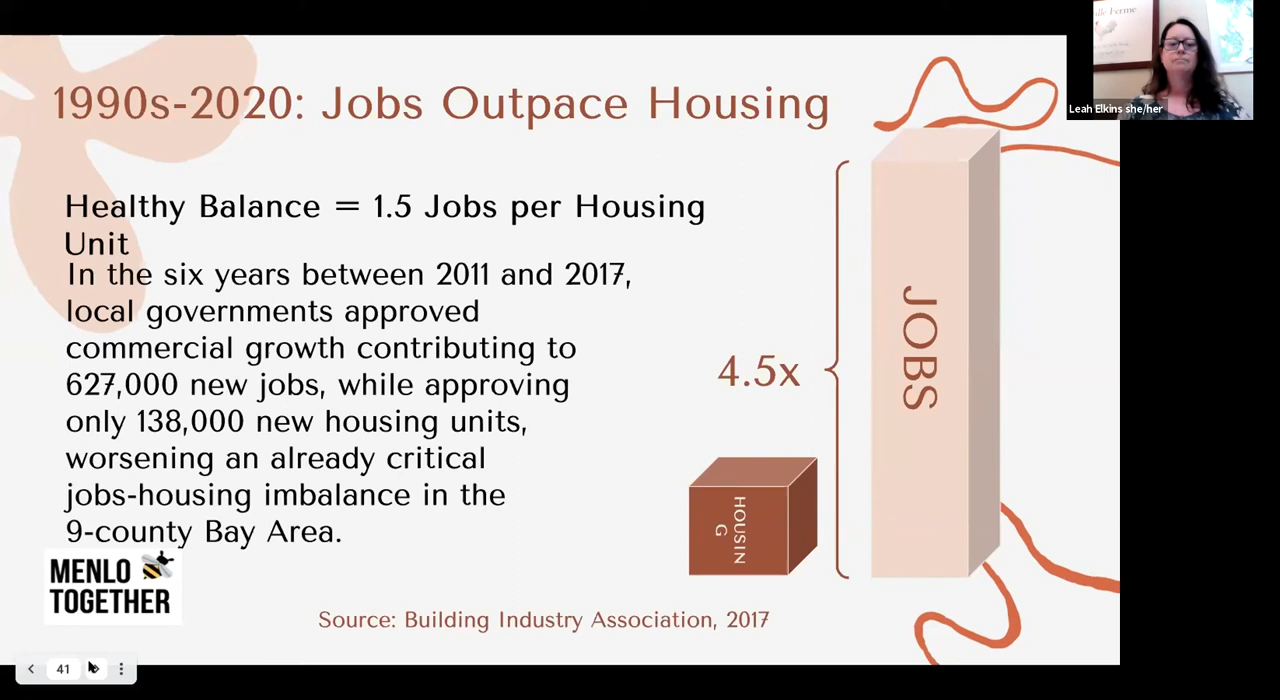 1990s-2020: Jobs Outpace Housing
Healthy Balance = 1.5 Jobs per Housing
Unit
In the six years between 2011 and 2017,
local governments approved
commercial growth contributing to
627,000 new jobs, while approving
only 138,000 new housing units,
worsening an already critical
jobs-housing imbalance in the
9-county Bay Area.
4.5x
JOBS
HOUSIN
G
MENLO
TOGETHER
Source: Building Industry Association, 2017
41
Leah Elkins she/her
Ferme